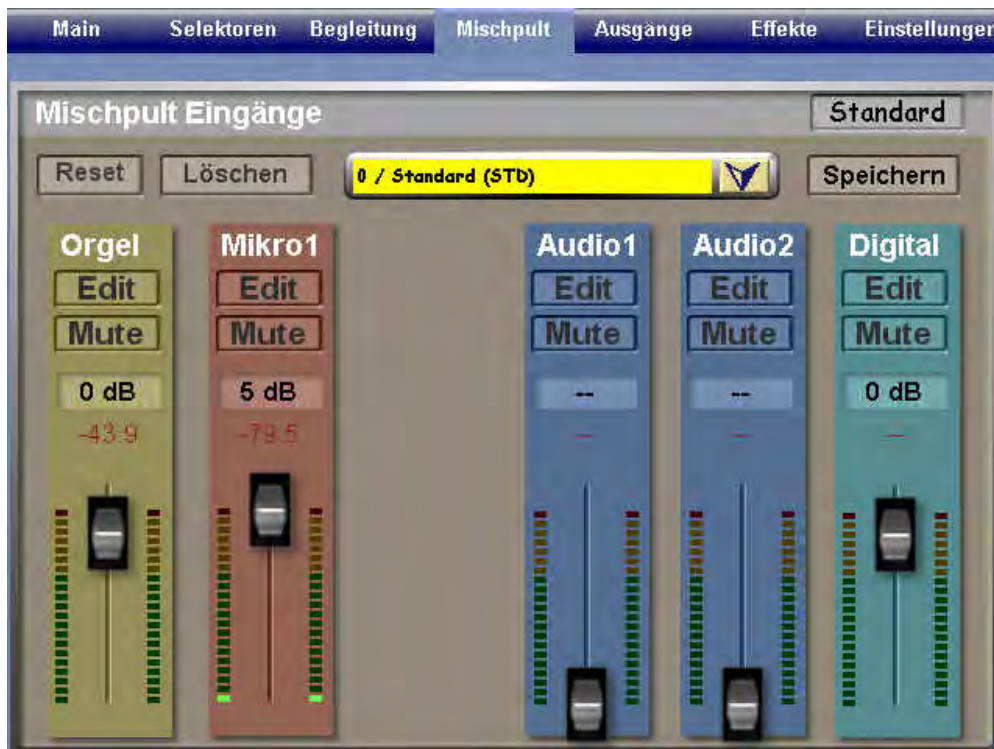 Main Selektoren Begleitung Mischpult Ausgänge Effekte Einstellungen
Mischpult Eingänge Standard
Reset Löschen 0 / Standard (STD) Speichern
Orgel Mikro1 Audio1 Audio2 Digital
Edit Edit Edit Edit Edit
Mute Mute Mute Mute Mute
0 dB 5 dB -- -- 0 dB
-43.9 -79.5 -- -- --